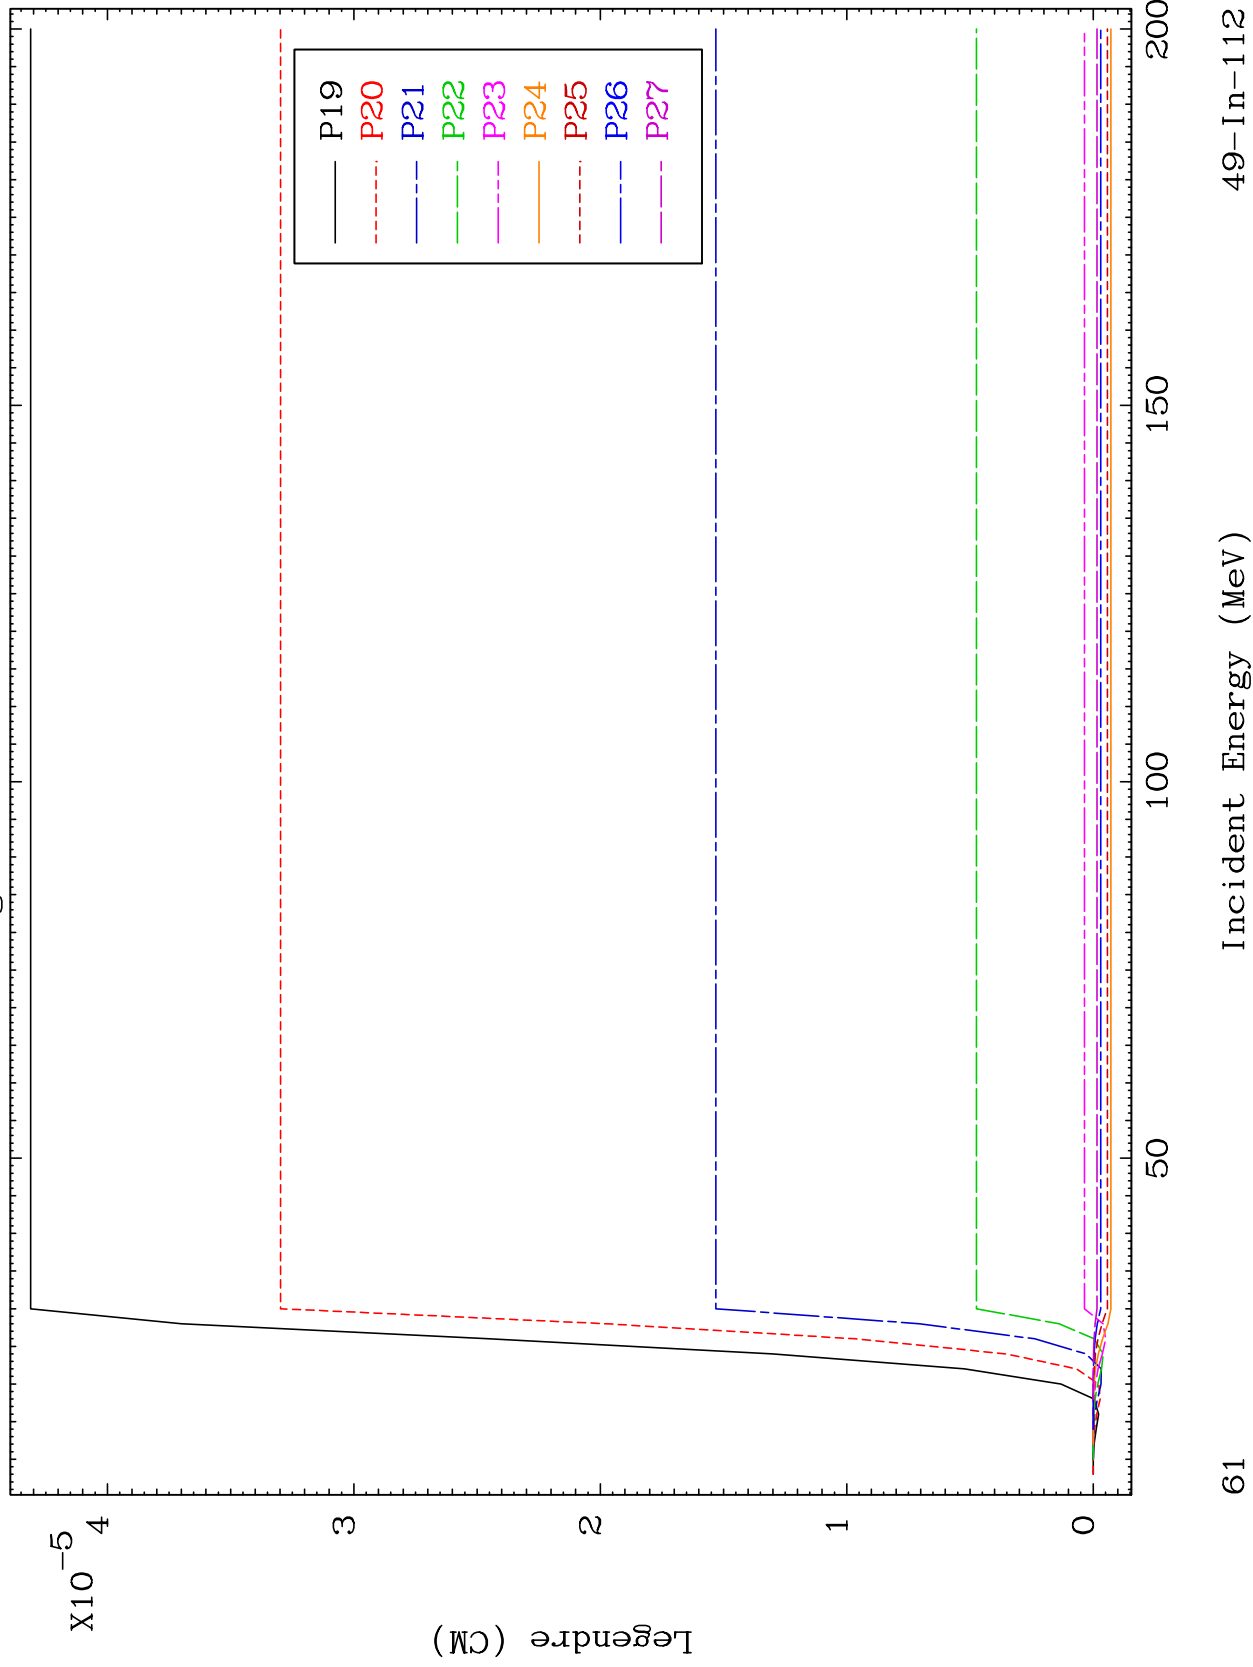 X10-5
4
3
2
1
0
Legendre (CM)
P19
P20
P21
P22
P23
P24
P25
P26
P27
50
100
150
200
61
Incident Energy (MeV)
49-In-112